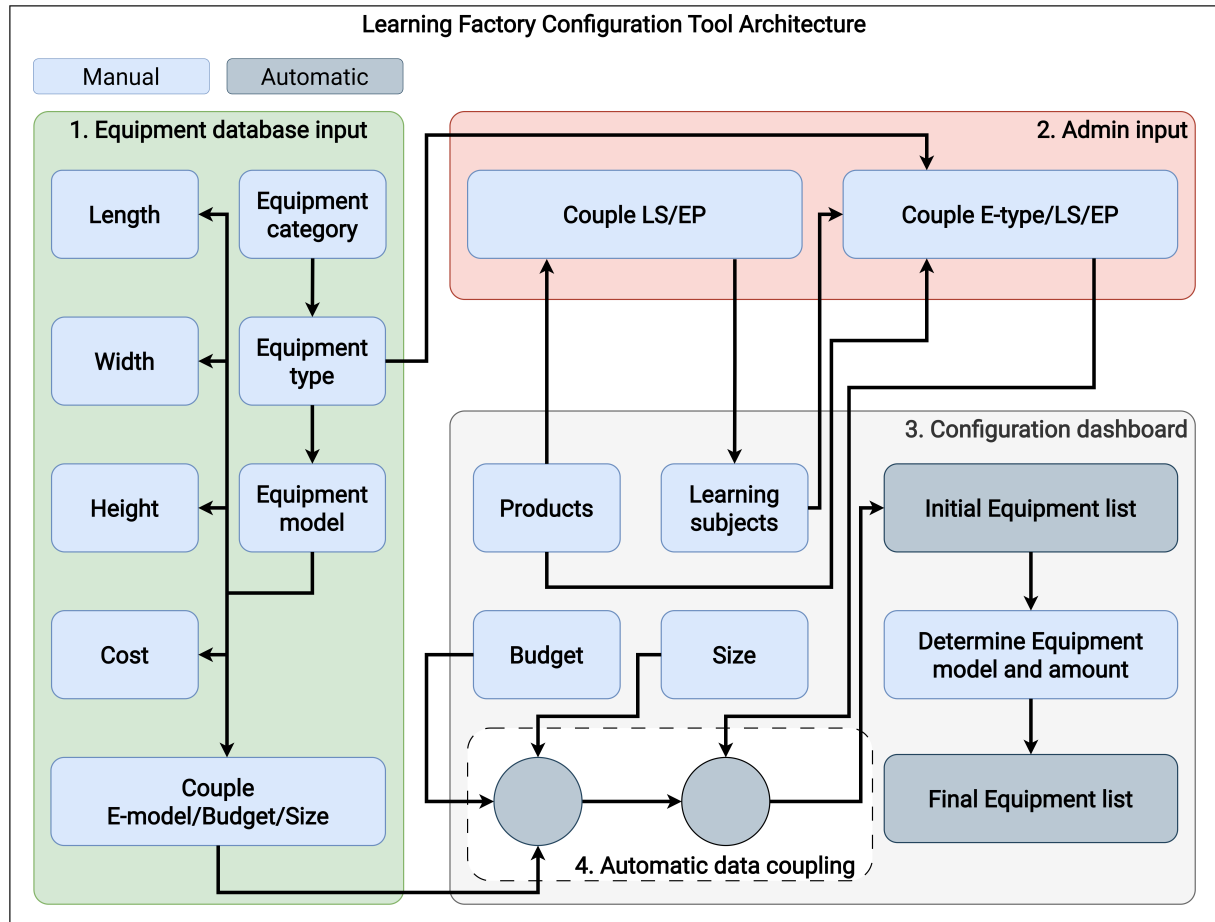 Learning Factory Configuration Tool Architecture
Manual
Automatic
1. Equipment database input
Length
Equipment
category
Width
Equipment
type
Height
Equipment
model
Cost
Couple
E-model/Budget/Size
2. Admin input
Couple LS/EP
Couple E-type/LS/EP
3. Configuration dashboard
Products
Learning
subjects
Initial Equipment list
Budget
Size
Determine Equipment
model and amount
Final Equipment list
4. Automatic data coupling